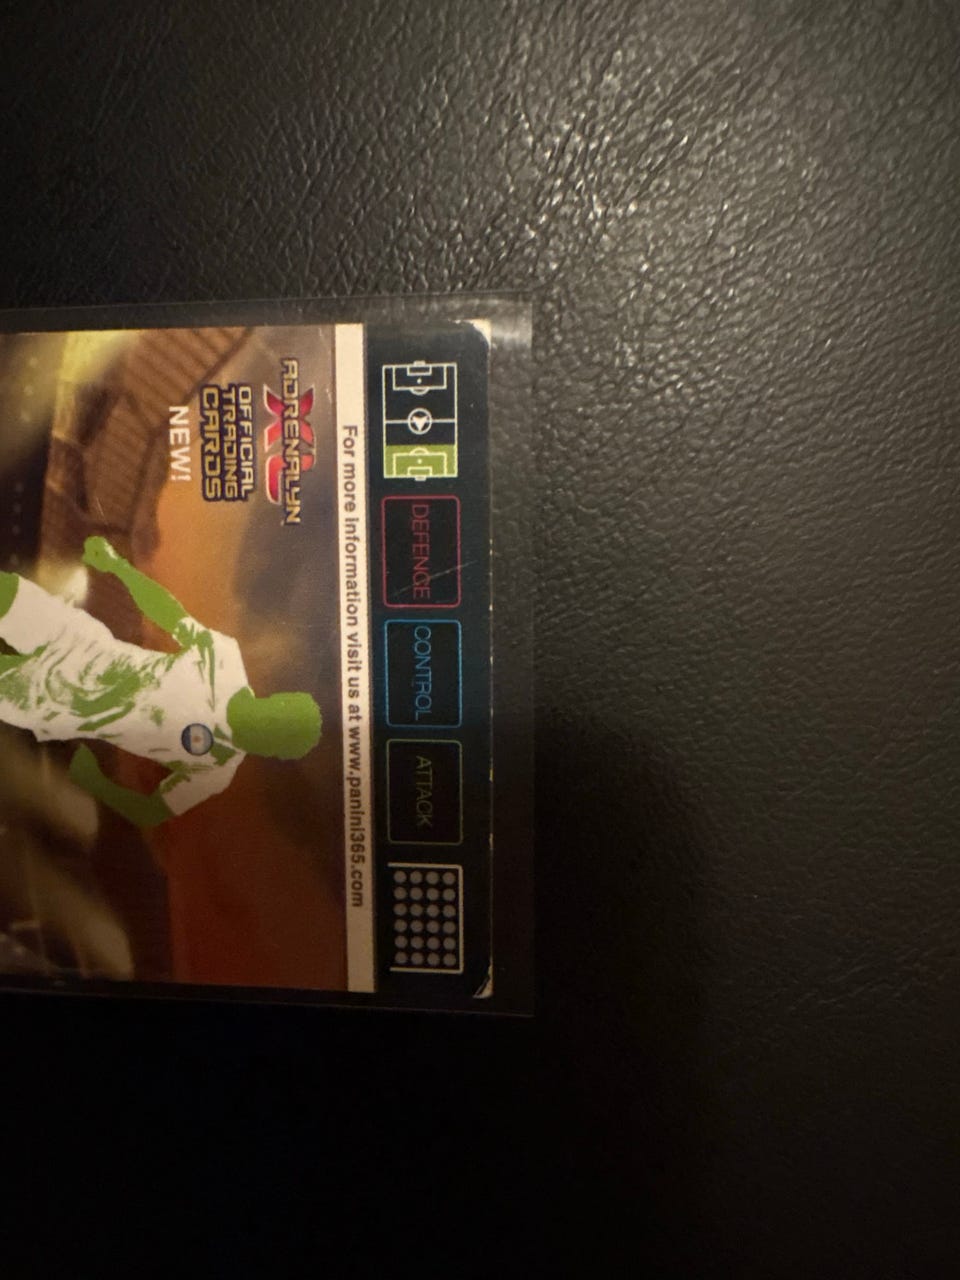 DEFENCE
CONTROL
ATTACK
For more information visit us at www.panini365.com
ADRENALYN
XL
OFFICIAL
TRADING
CARDS
NEW!